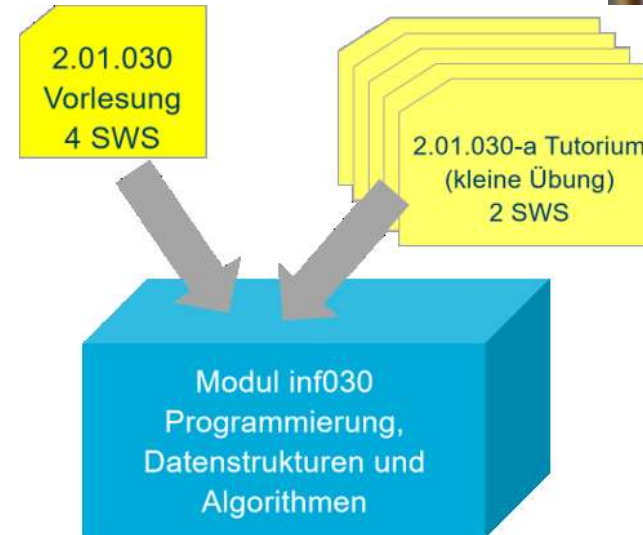 2.01.030
Vorlesung
4 SWS
2.01.030-a Tutorium
(kleine Übung)
2 SWS
Modul inf030
Programmierung,
Datenstrukturen und
Algorithmen